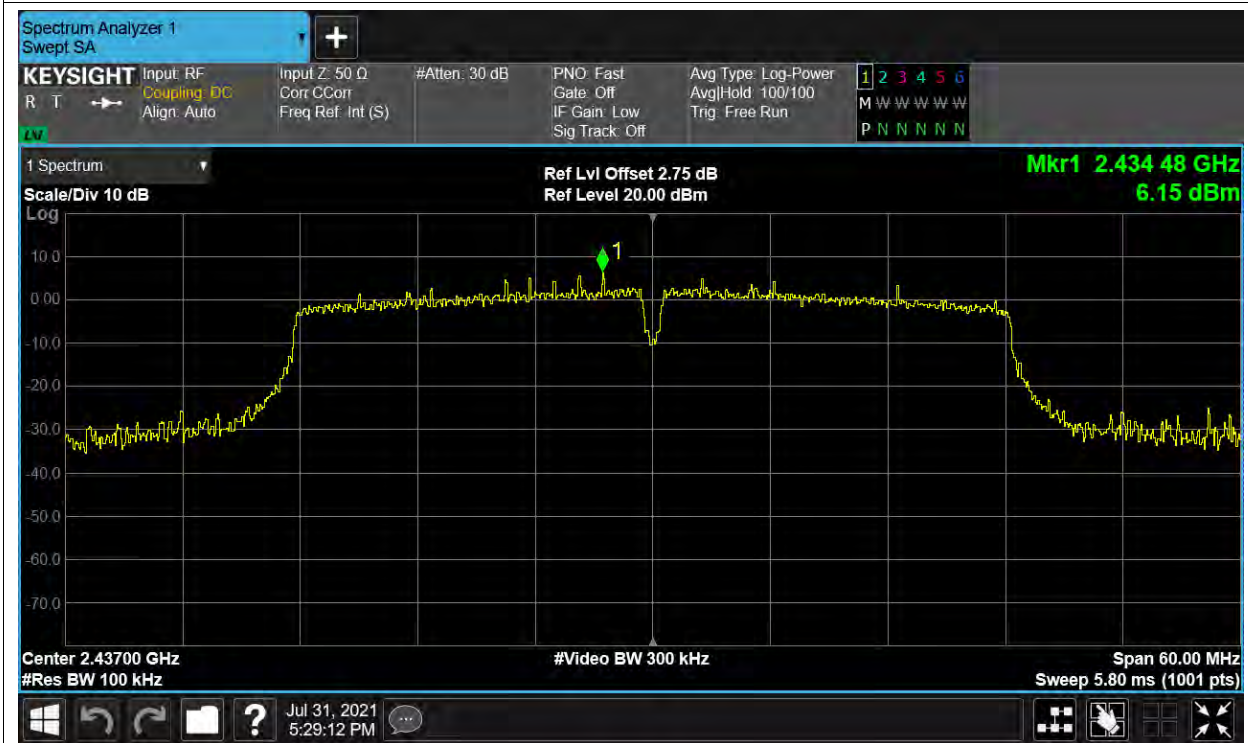 Spectrum Analyzer 1
Swept SA
+
KEYSIGHT
R T
LXI
Input: RF
Coupling: DC
Align: Auto
Input Z: 50 Ω
Corr CCorr
Freq Ref: Int (S)
#Atten: 30 dB
PNO: Fast
Gate: Off
IF Gain: Low
Sig Track: Off
Avg Type: Log-Power
Avg|Hold: 100/100
Trig: Free Run
1 2 3 4 5 6
M W W W W W
P N N N N N
1 Spectrum
Scale/Div 10 dB
Log
Ref Lvl Offset 2.75 dB
Ref Level 20.00 dBm
Mkr1 2.434 48 GHz
6.15 dBm
1
10.0
0.00
-10.0
-20.0
-30.0
-40.0
-50.0
-60.0
-70.0
Center 2.43700 GHz
#Res BW 100 kHz
#Video BW 300 kHz
Span 60.00 MHz
Sweep 5.80 ms (1001 pts)
?
Jul 31, 2021
5:29:12 PM